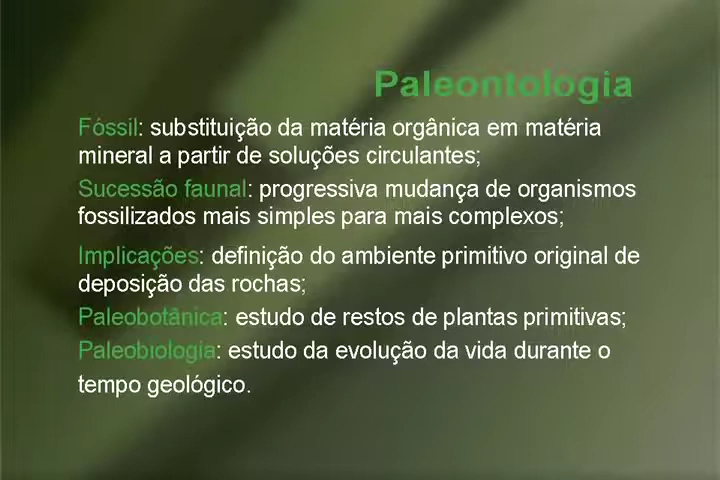 Paleontologia
Fóssil: substituição da matéria orgânica em matéria
mineral a partir de soluções circulantes;
Sucessão faunal: progressiva mudança de organismos
fossilizados mais simples para mais complexos;
Implicações: definição do ambiente primitivo original de
deposição das rochas;
Paleobotânica: estudo de restos de plantas primitivas;
Paleobiologia: estudo da evolução da vida durante o
tempo geológico.